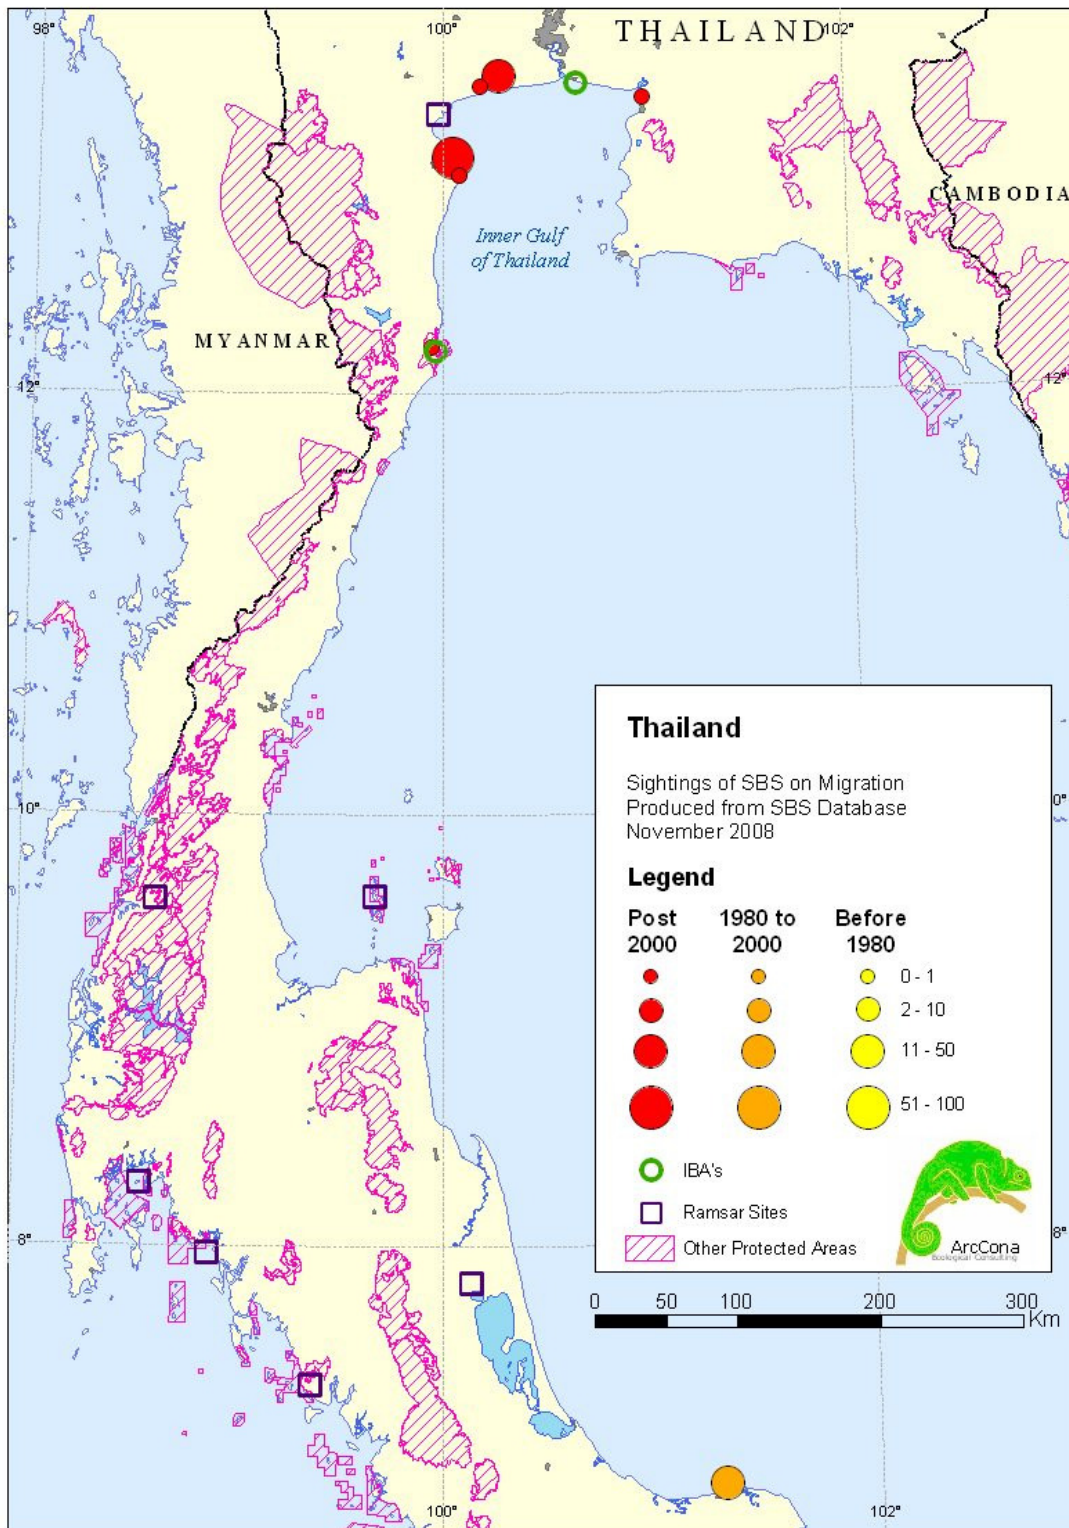 98°
100°
102°
THAILAND
CAMBODIA
Inner Gulf
of Thailand
MYANMAR
12°
12°
Thailand
Sightings of SBS on Migration
Produced from SBS Database
November 2008
10°
0°
Legend
Post
2000
1980 to
2000
Before
1980
0 - 1
2 - 10
11 - 50
51 - 100
IBA's
Ramsar Sites
Other Protected Areas
ArcCona
Ecological Consulting
8°
8°
0 50 100 200 300
Km
100°
102°